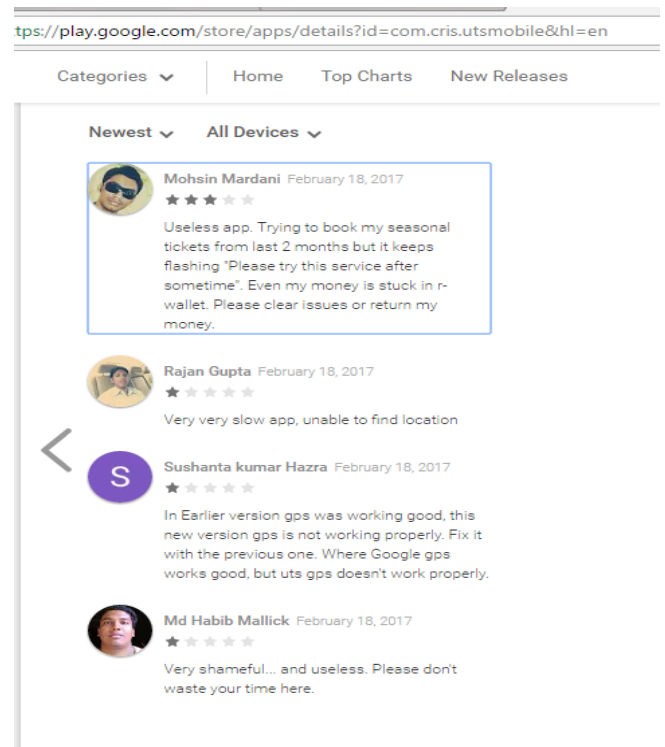 tps://play.google.com/store/apps/details?id=com.cris.utsmobile&hl=en
Categories Home Top Charts New Releases
Newest All Devices
Mohsin Mardani February 18, 2017
Useless app. Trying to book my seasonal
tickets from last 2 months but it keeps
flashing "Please try this service after
sometime". Even my money is stuck in r-
wallet. Please clear issues or return my
money.
Rajan Gupta February 18, 2017
Very very slow app, unable to find location
S
Sushanta kumar Hazra February 18, 2017
In Earlier version gps was working good, this
new version gps is not working properly. Fix it
with the previous one. Where Google gps
works good, but uts gps doesn't work properly.
Md Habib Mallick February 18, 2017
Very shameful... and useless. Please don't
waste your time here.